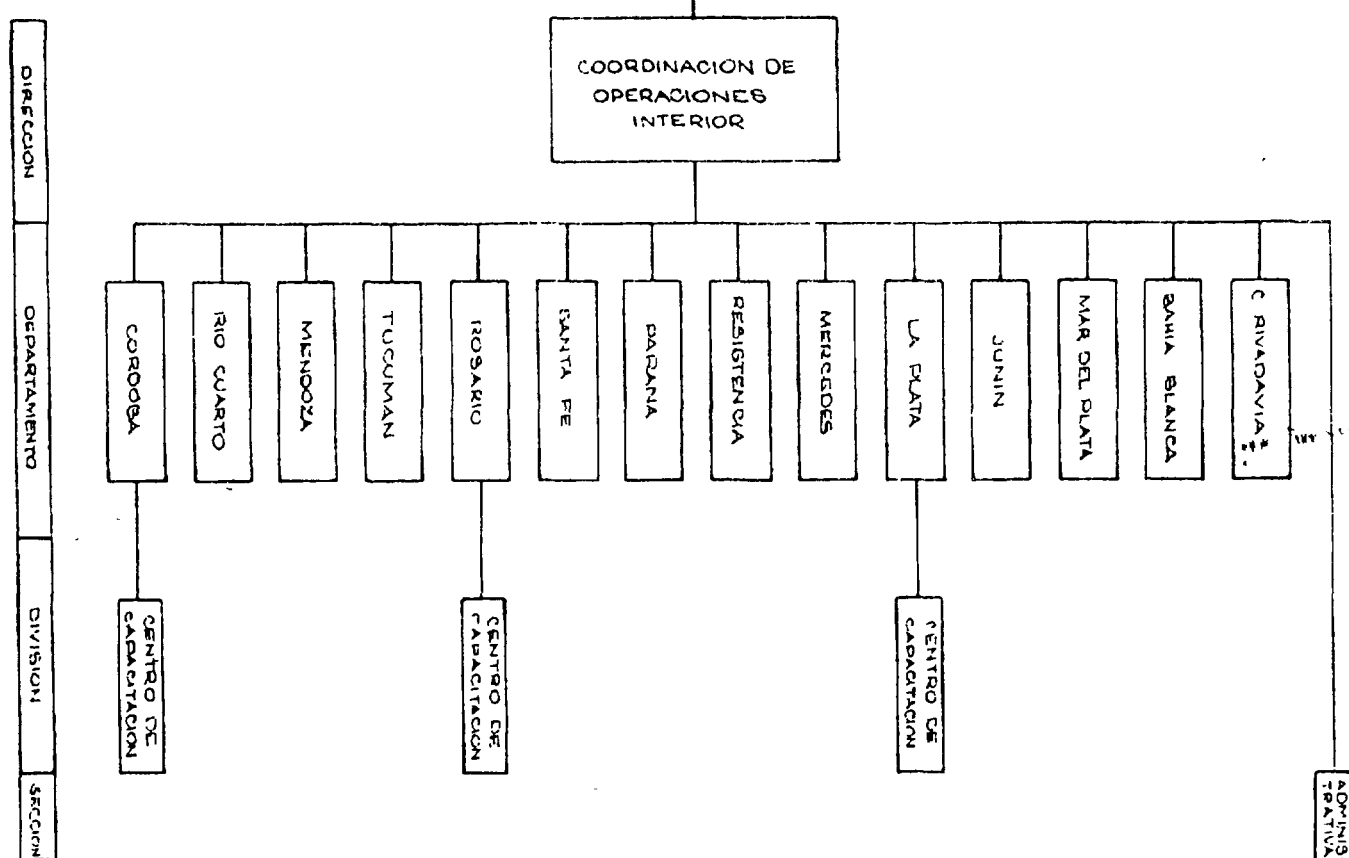 COORDINACION DE
OPERACIONES
INTERIOR
DIRECCION
DEPARTAMENTO
DIVISION
SECCION
CORDOBA
RIO CUARTO
MENDOZA
TUCUMAN
ROSARIO
SANTA FE
PARANA
RESISTENCIA
MERCEDES
LA PLATA
JUNIN
MAR DEL PLATA
BAHIA BLANCA
C RIVADAVIA
CENTRO DE
CAPACITACION
CENTRO DE
CAPACITACION
CENTRO DE
CAPACITACION
ADMINIS
TRATIVA